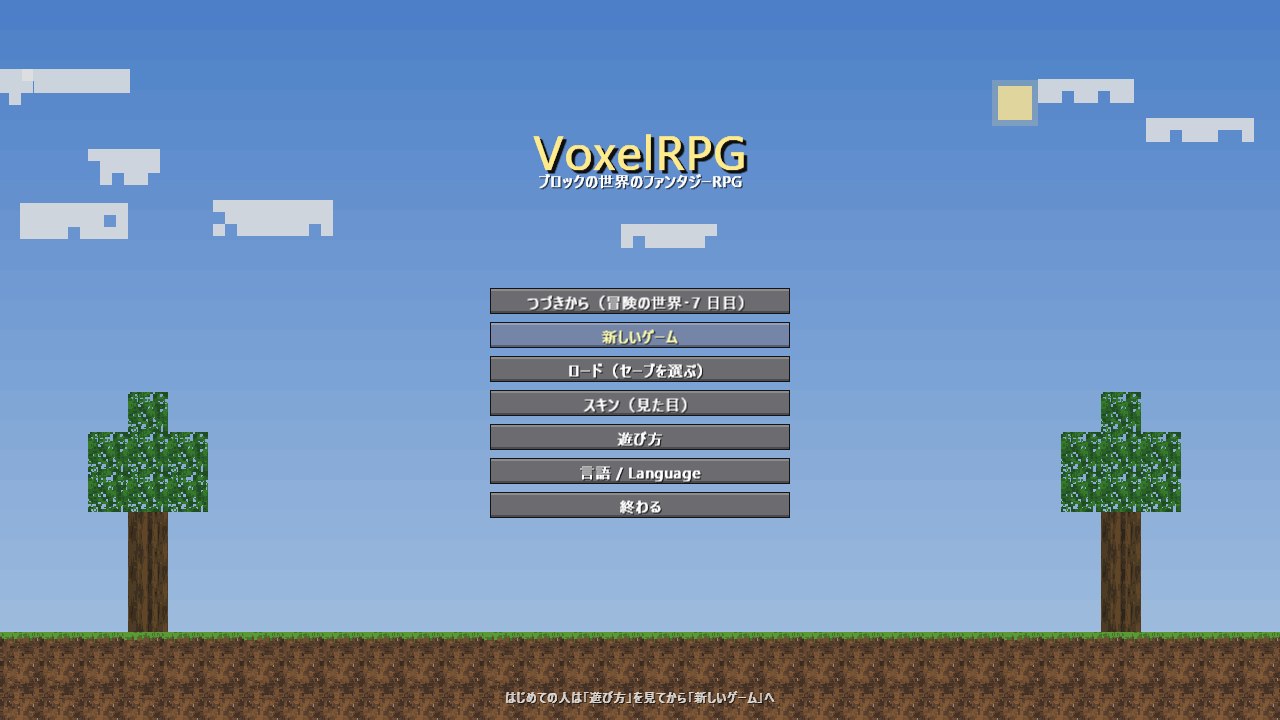 VoxelRPG
ブロックの世界のファンタジーRPG
つづきから（冒険の世界・7 日目）
新しいゲーム
ロード（セーブを選ぶ）
スキン（見た目）
遊び方
言語 / Language
終わる
はじめての人は「遊び方」を見てから「新しいゲーム」へ